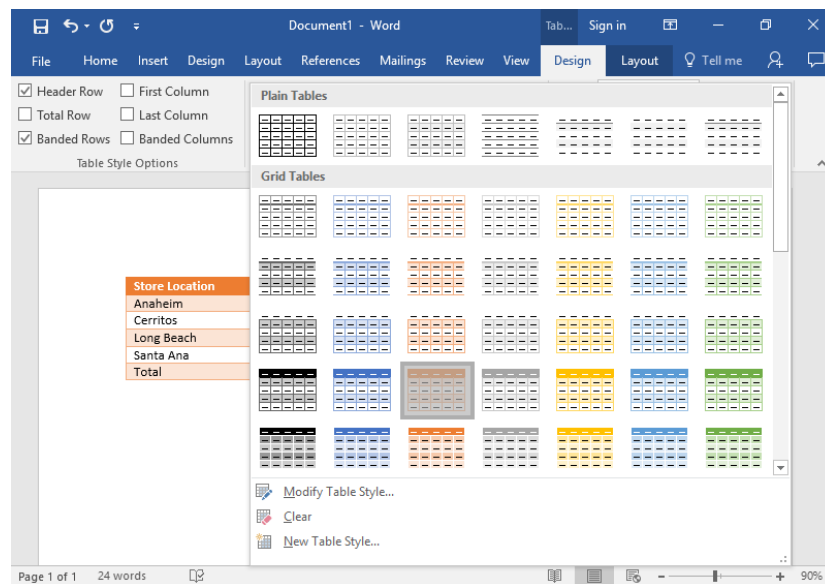 Document1 - Word
Tab...
Sign in
File
Home
Insert
Design
Layout
References
Mailings
Review
View
Design
Layout
Tell me
Header Row
First Column
Total Row
Last Column
Banded Rows
Banded Columns
Table Style Options
Plain Tables
Grid Tables
Store Location
Anaheim
Cerritos
Long Beach
Santa Ana
Total
Modify Table Style...
Clear
New Table Style...
Page 1 of 1
24 words
90%